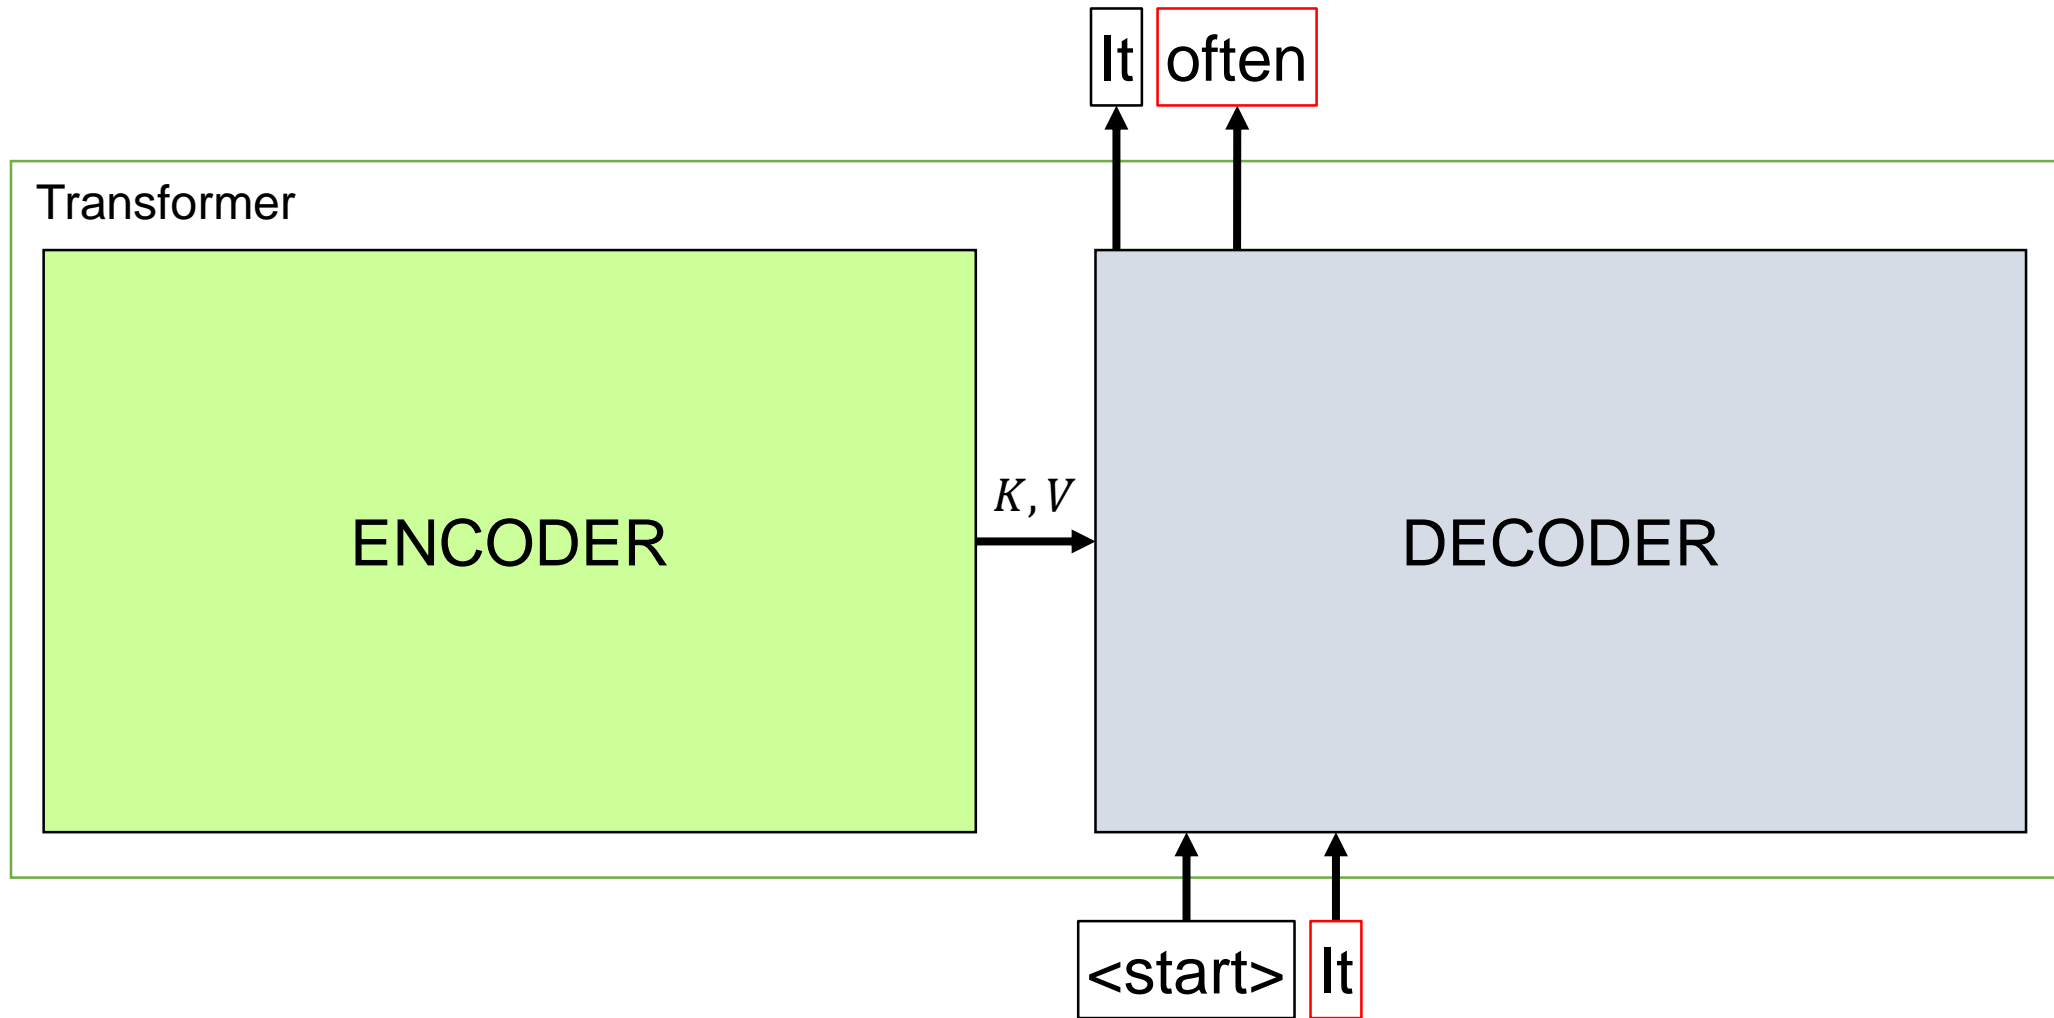 It often
Transformer
K, V
ENCODER
DECODER
<start> It